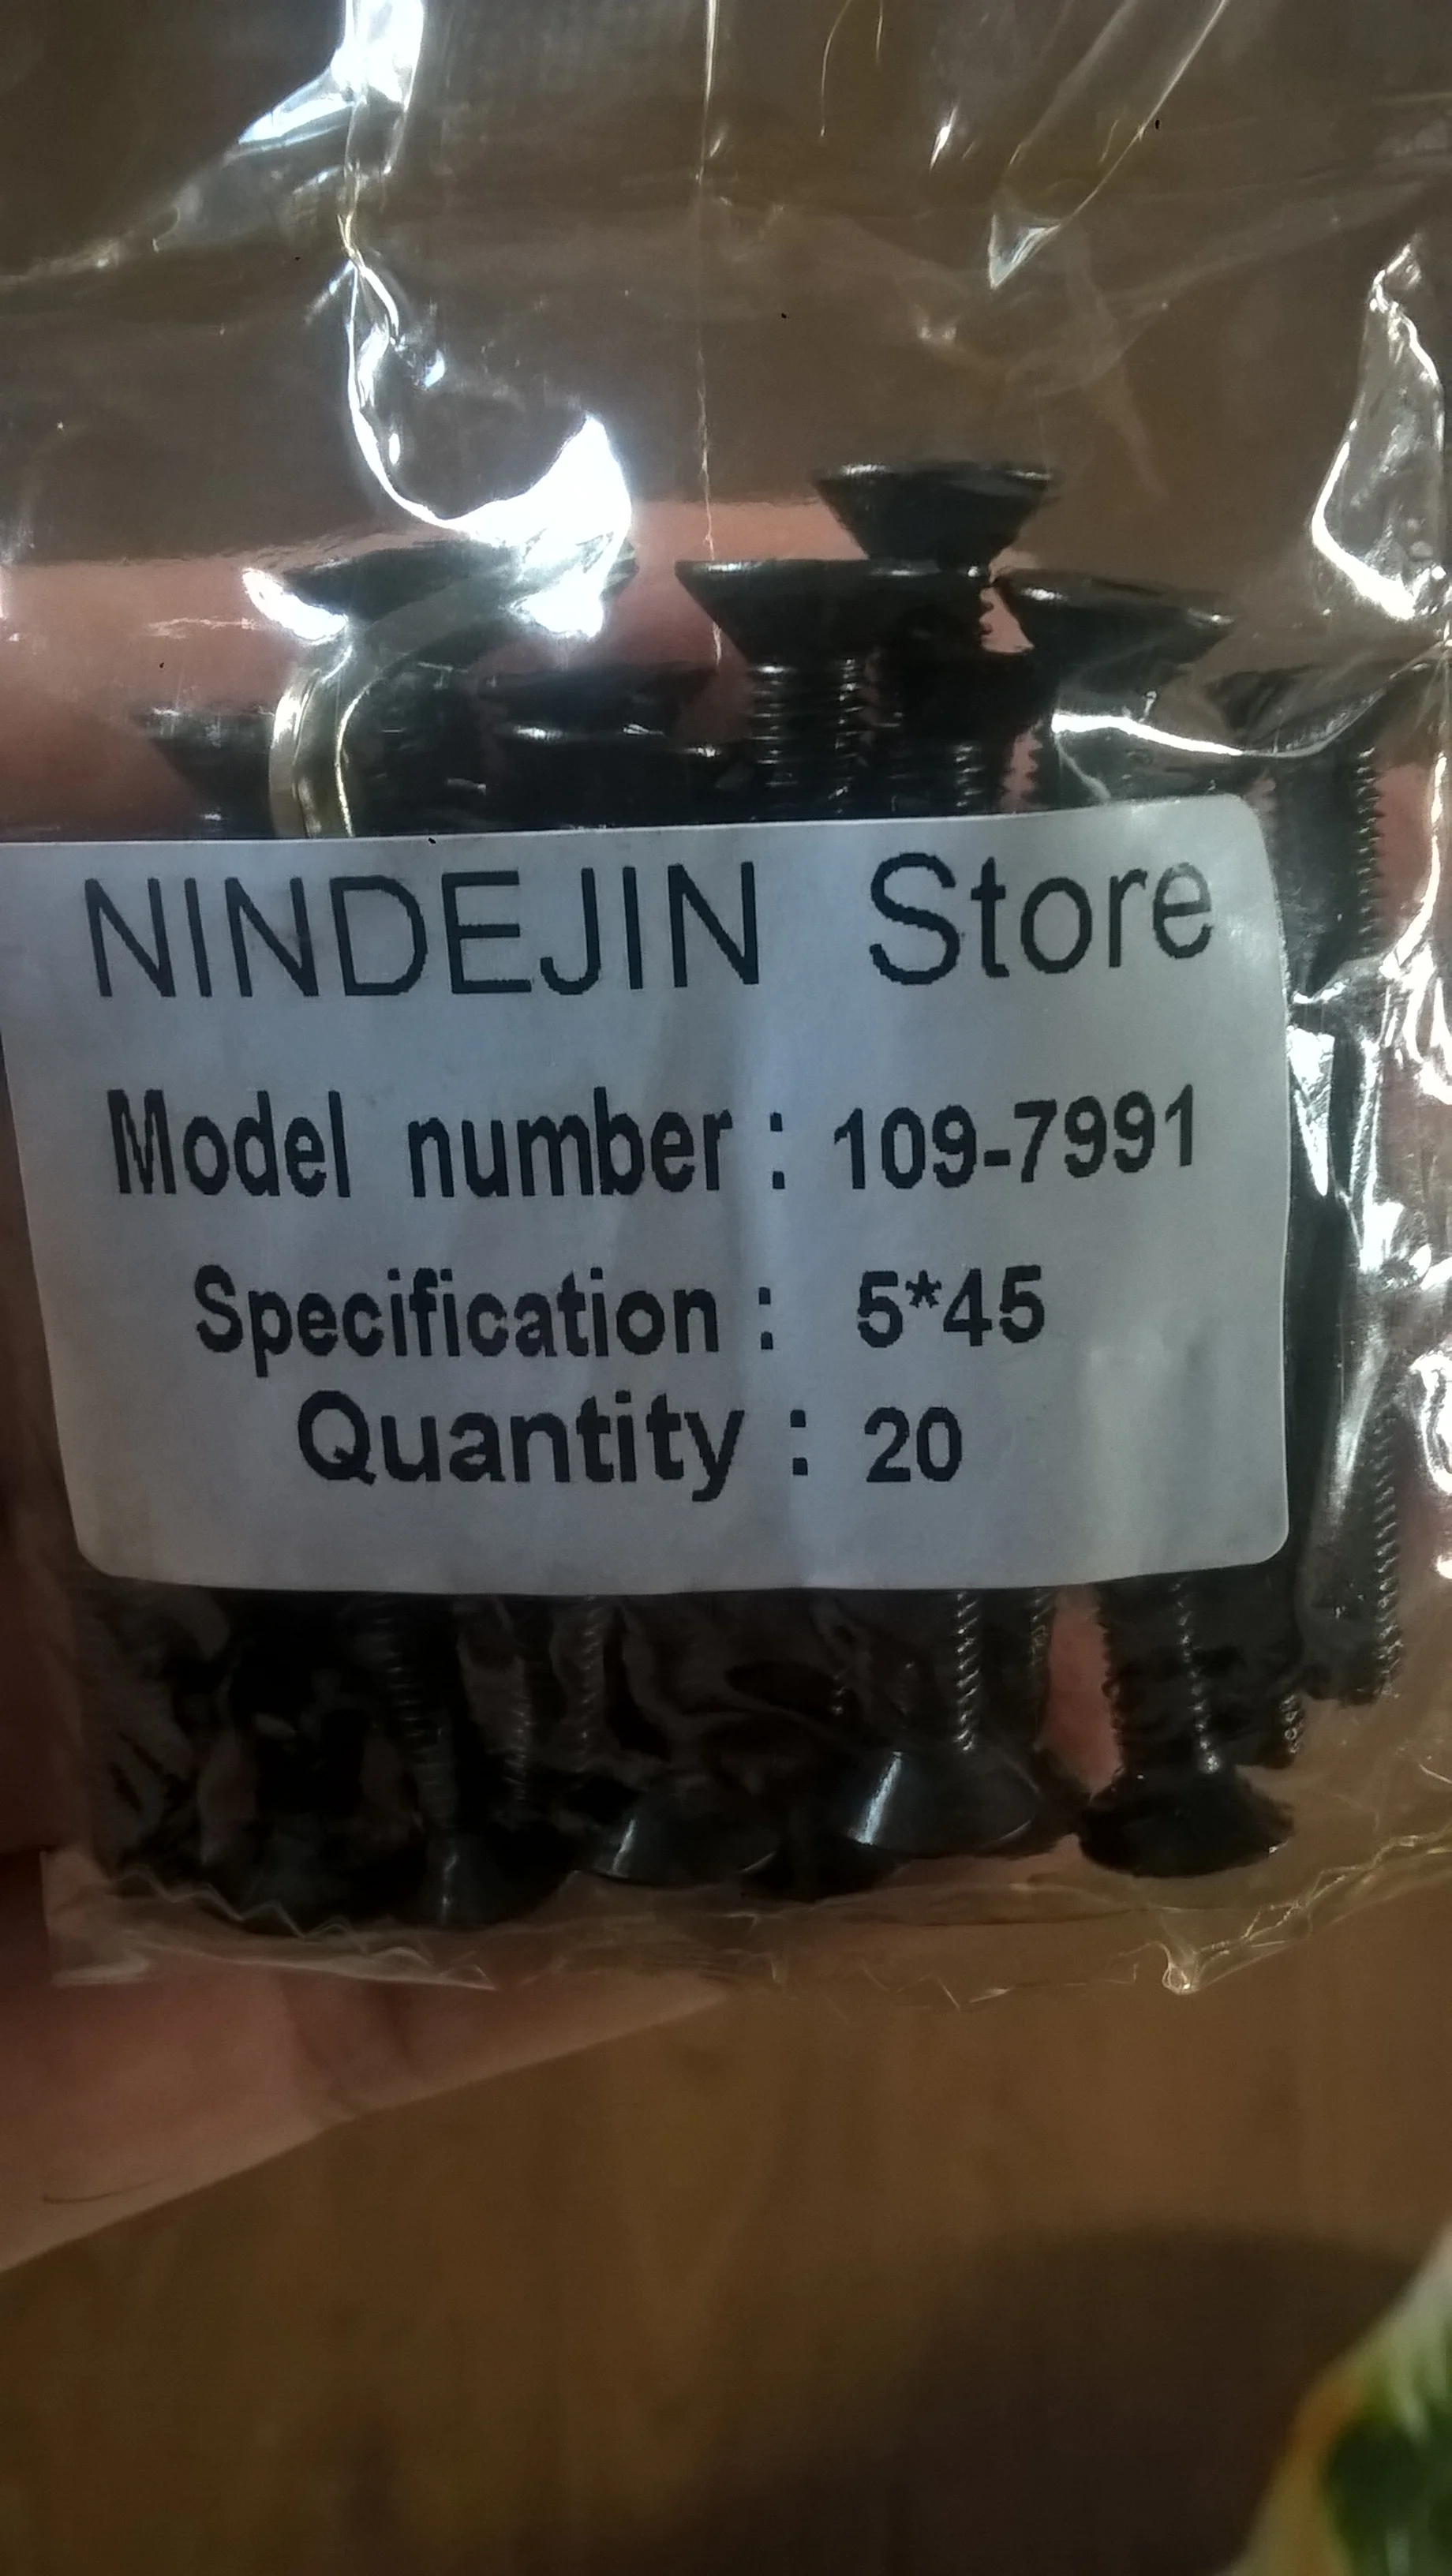 NINDEJIN Store
Model number : 109-7991
Specification : 5*45
Quantity : 20